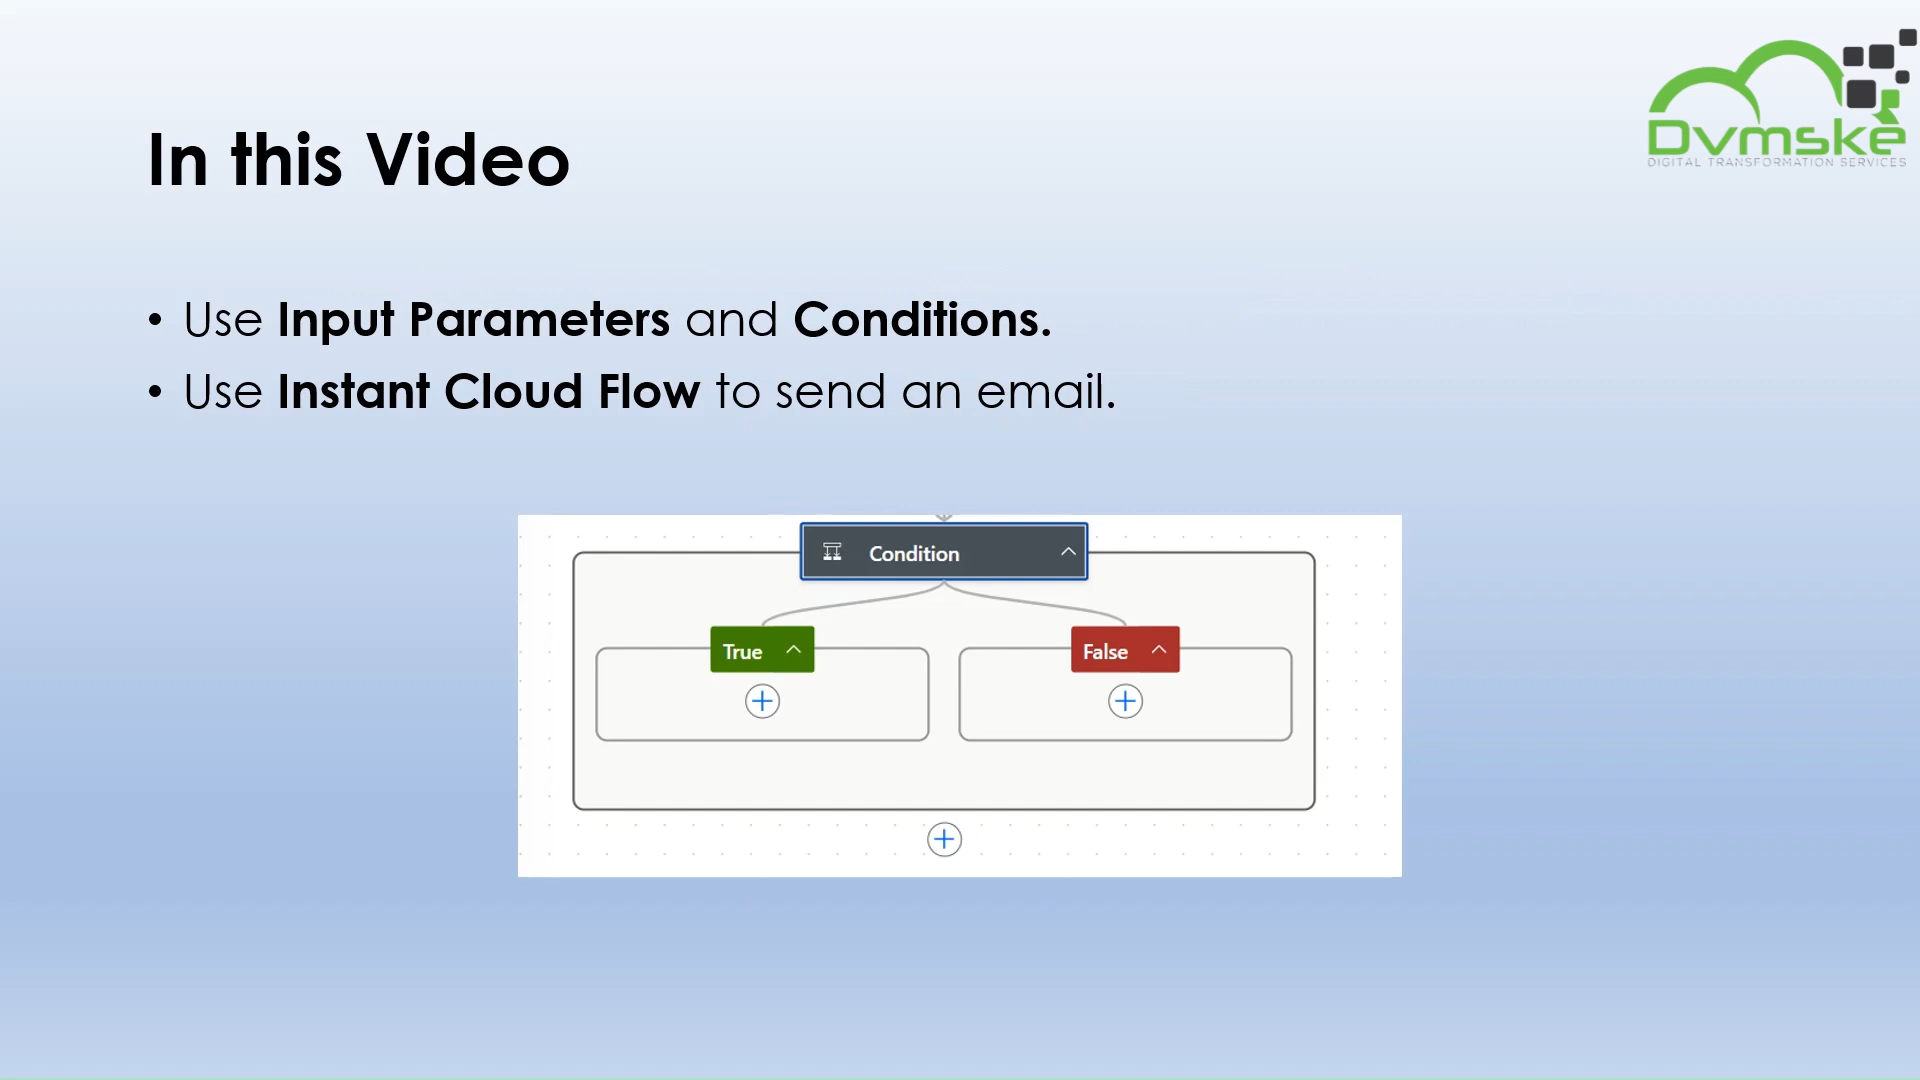 Dvmske
DIGITAL TRANSFORMATION SERVICES
In this Video
• Use Input Parameters and Conditions.
• Use Instant Cloud Flow to send an email.
Condition
True
False